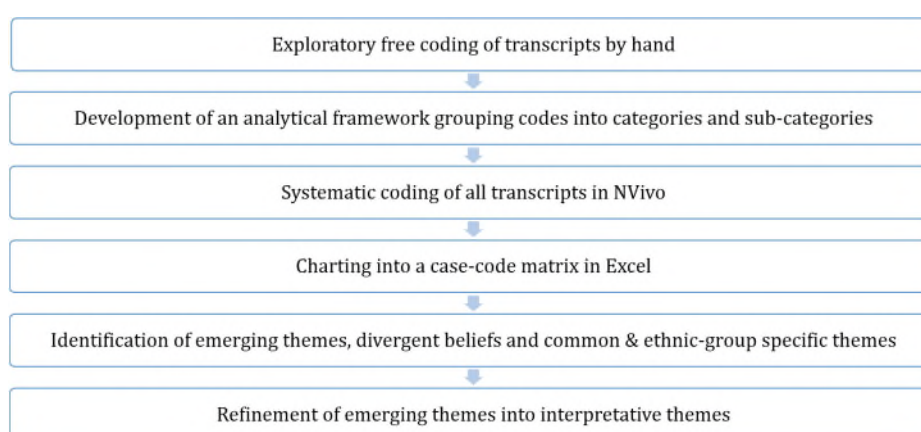 Exploratory free coding of transcripts by hand
Development of an analytical framework grouping codes into categories and sub-categories
Systematic coding of all transcripts in NVivo
Charting into a case-code matrix in Excel
Identification of emerging themes, divergent beliefs and common & ethnic-group specific themes
Refinement of emerging themes into interpretative themes